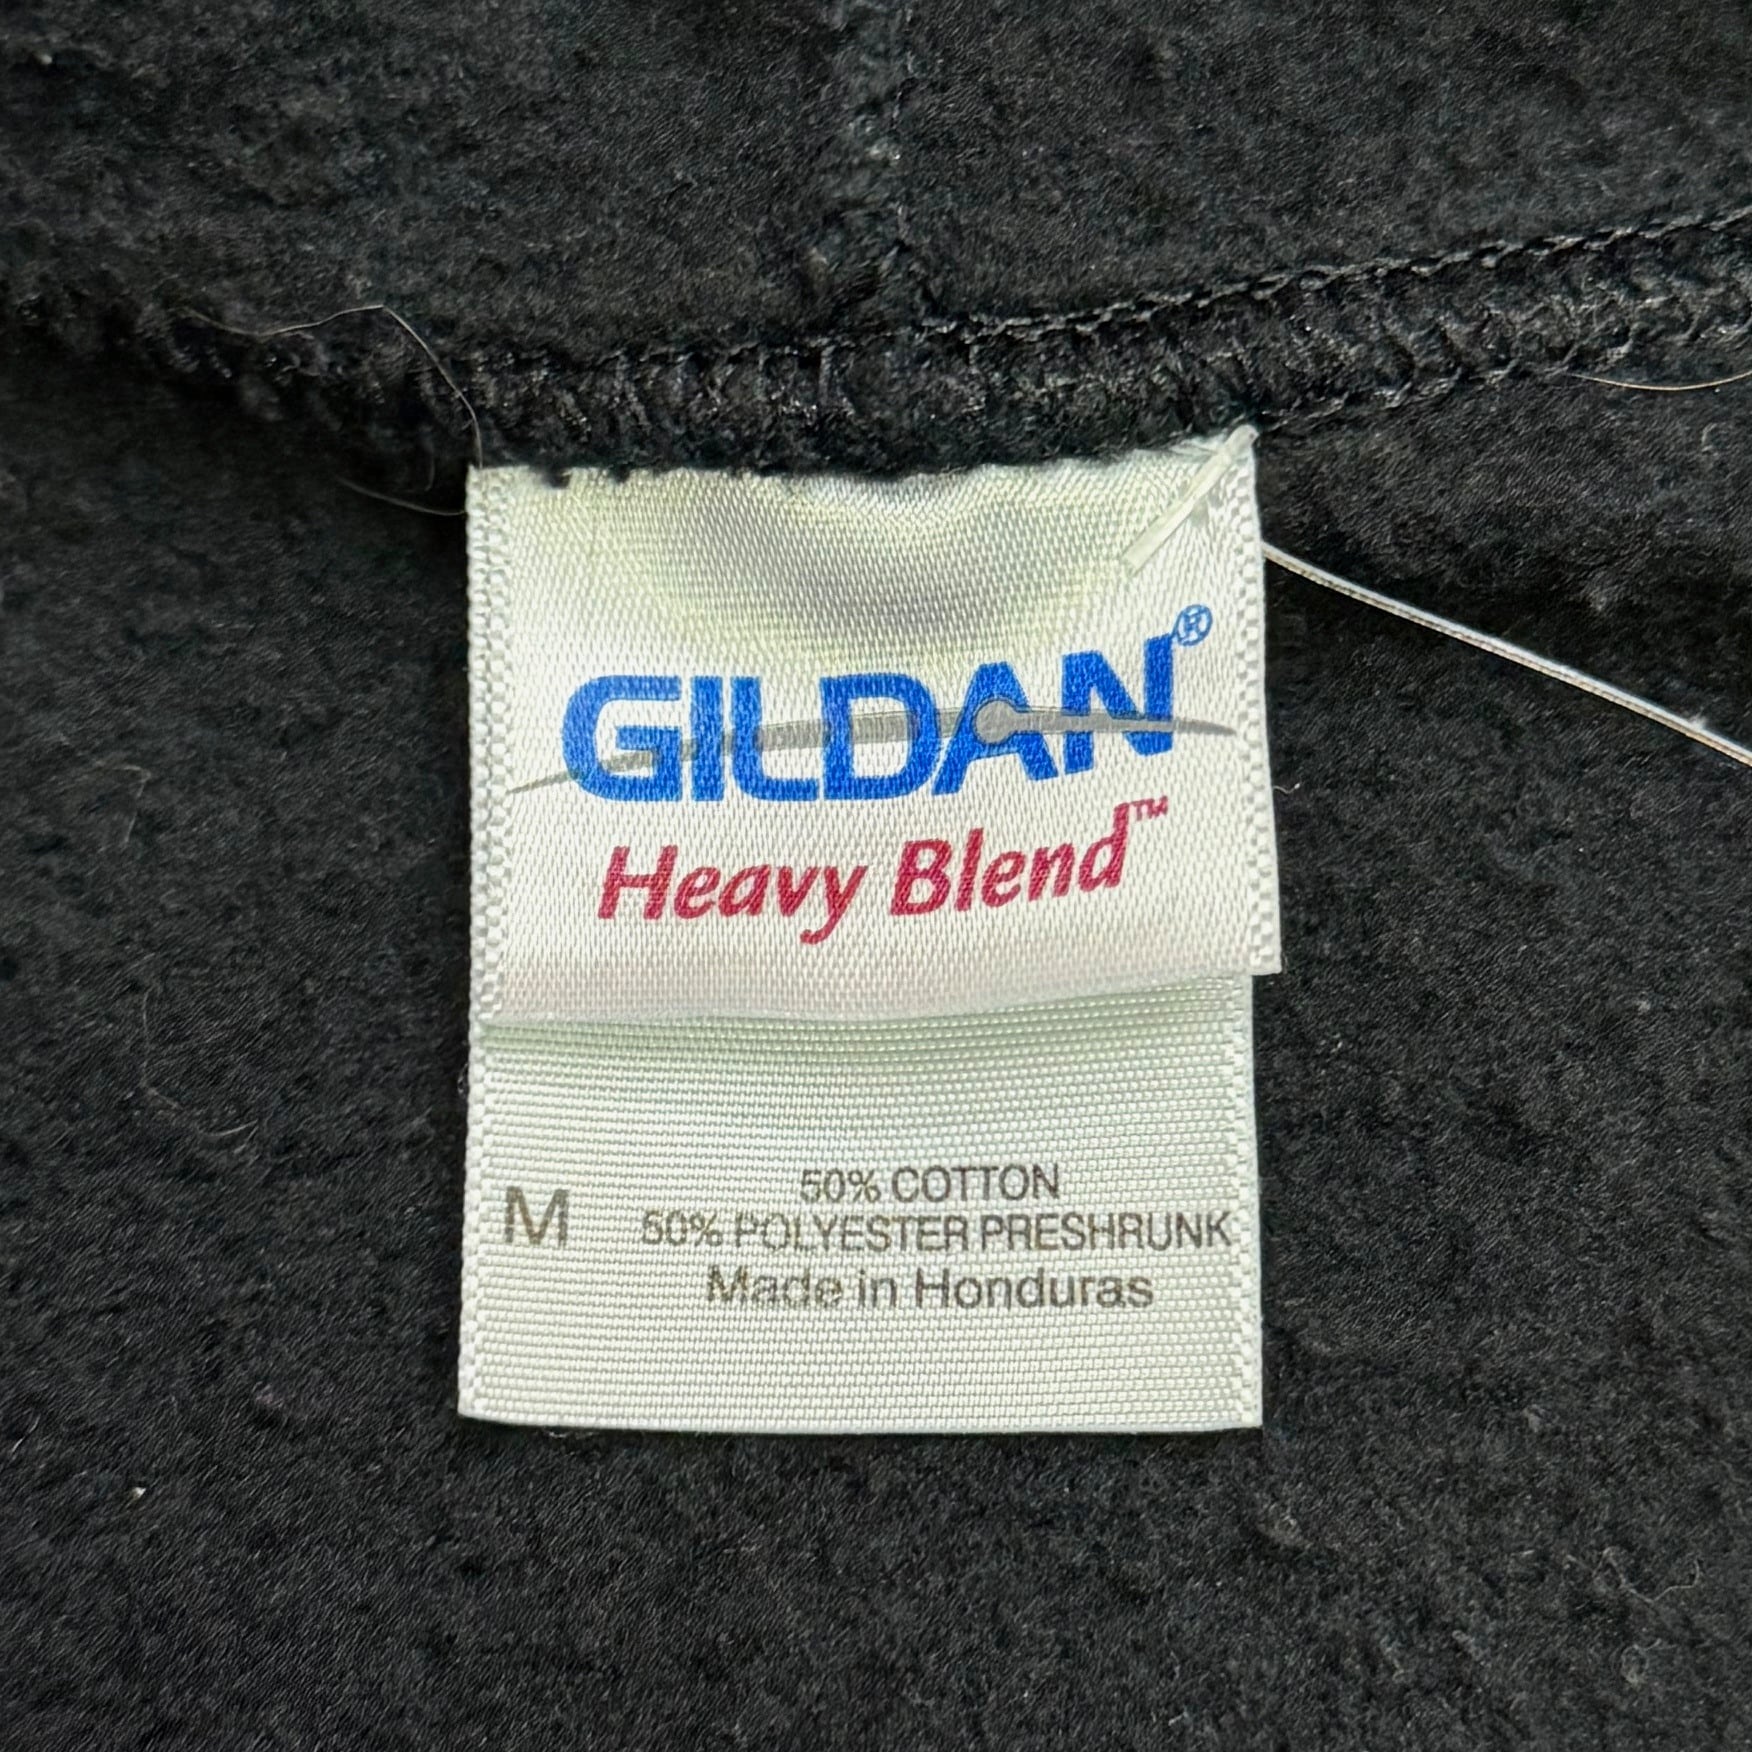 GILDAN®
Heavy Blend™
50% COTTON
M 50% POLYESTER PRESHRUNK
Made in Honduras